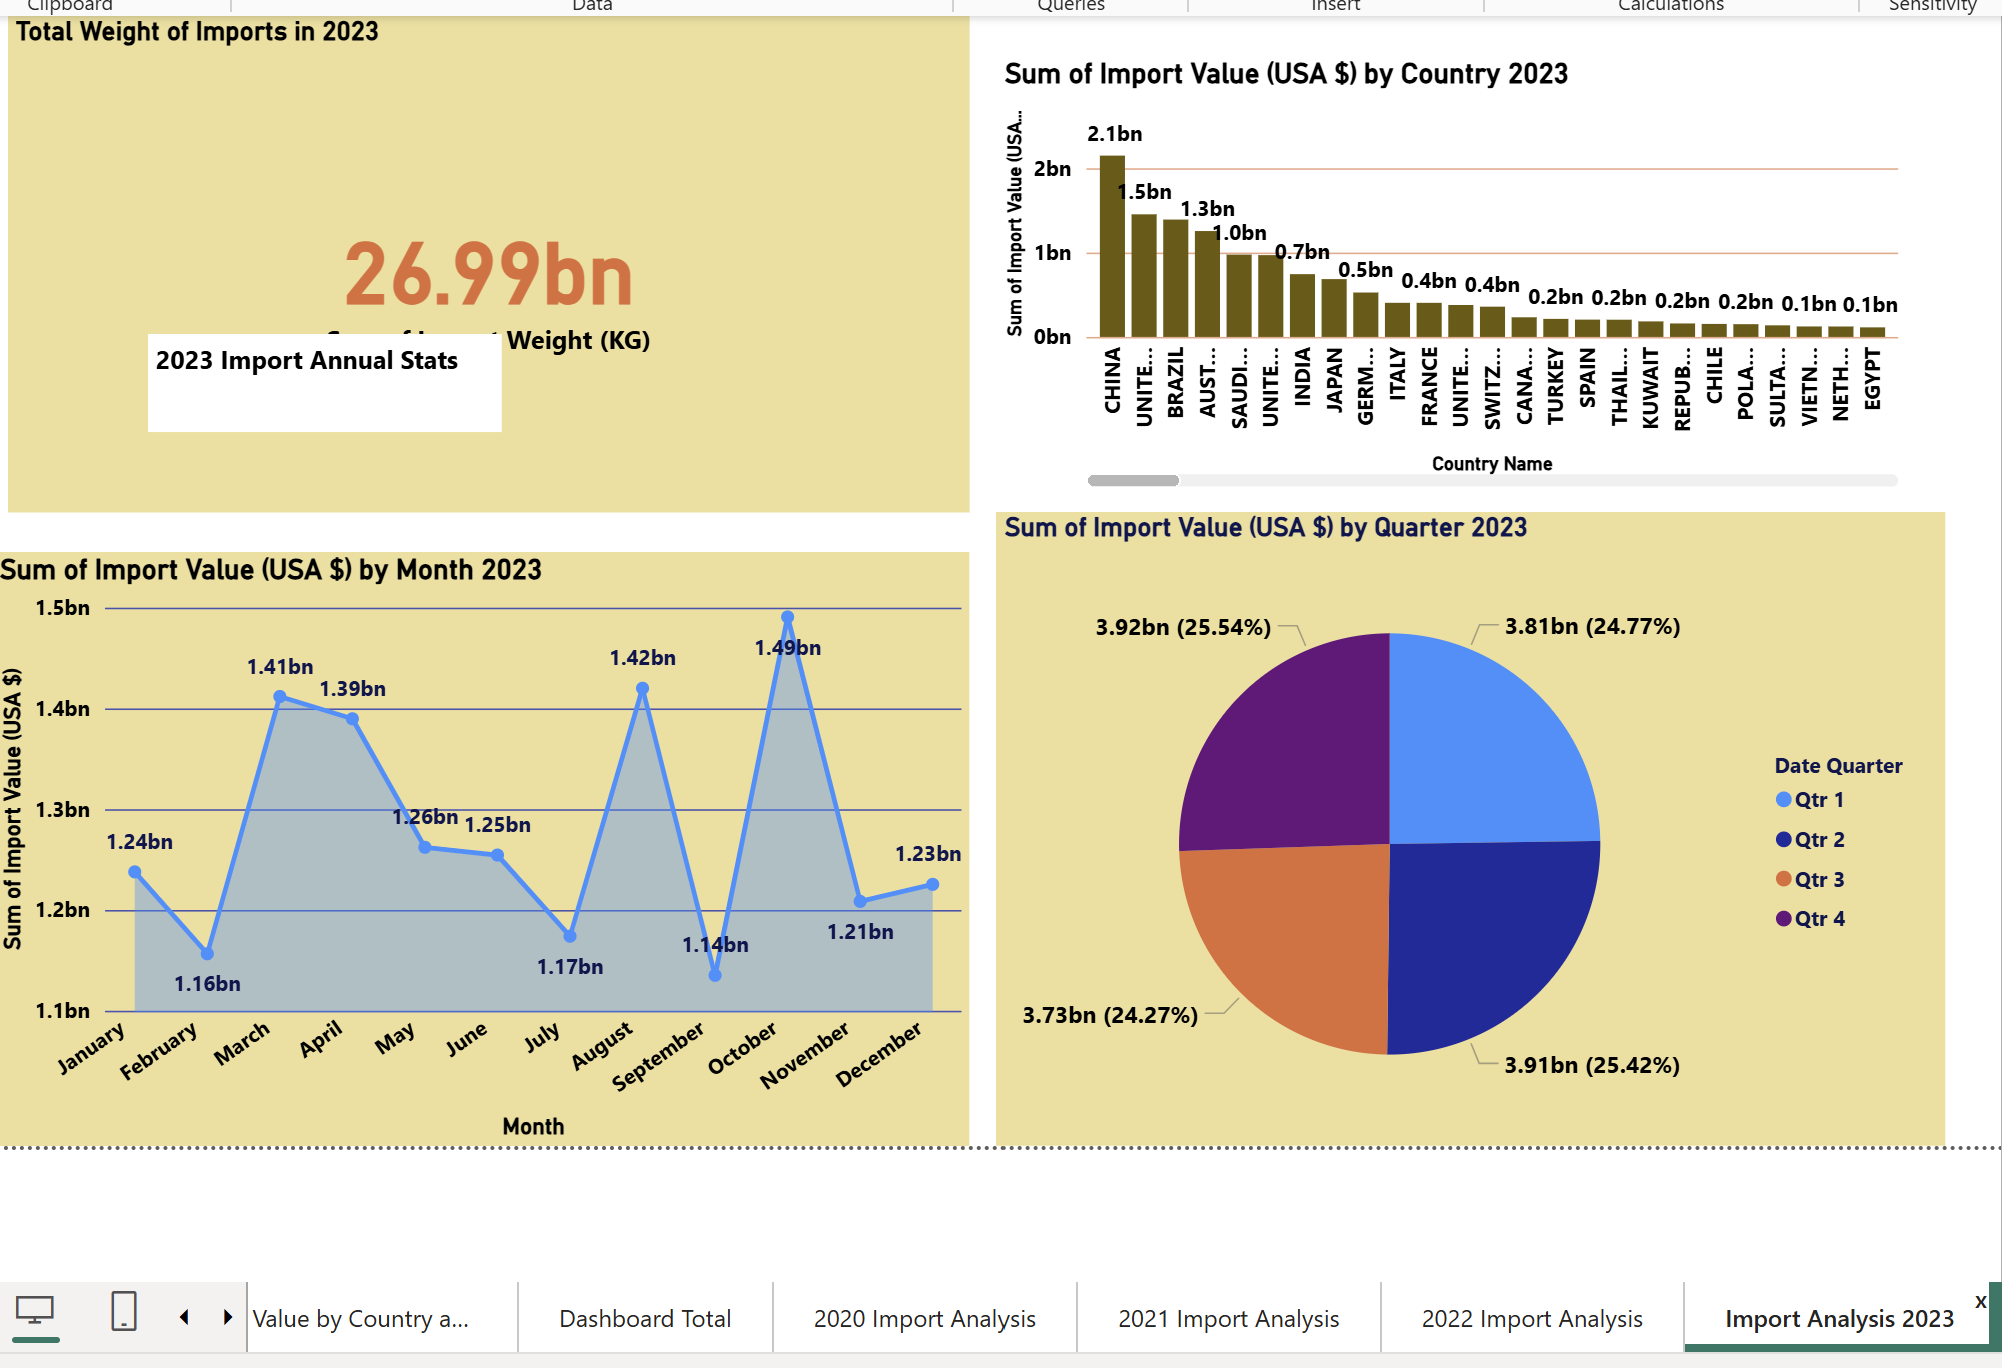 Clipboard
Data
Queries
Insert
Calculations
Sensitivity
Total Weight of Imports in 2023
26.99bn
Weight (KG)
2023 Import Annual Stats
Sum of Import Value (USA $) by Country 2023
Sum of Import Value (USA...
2bn
1bn
0bn
2.1bn
1.5bn
1.3bn
1.0bn
0.7bn
0.5bn
0.4bn
0.4bn
0.2bn
0.2bn
0.2bn
0.2bn
0.1bn
0.1bn
CHINA
UNITE...
BRAZIL
AUST...
SAUDI...
UNITE...
INDIA
JAPAN
GERM...
ITALY
FRANCE
UNITE...
SWITZ...
CANA...
TURKEY
SPAIN
THAIL...
KUWAIT
REPUB...
CHILE
POLA...
SULTA...
VIETN...
NETH...
EGYPT
Country Name
Sum of Import Value (USA $) by Month 2023
Sum of Import Value (USA $)
1.5bn
1.4bn
1.3bn
1.2bn
1.1bn
1.24bn
1.16bn
1.41bn
1.39bn
1.26bn
1.25bn
1.17bn
1.42bn
1.14bn
1.49bn
1.21bn
1.23bn
January
February
March
April
May
June
July
August
September
October
November
December
Month
Sum of Import Value (USA $) by Quarter 2023
3.92bn (25.54%)
3.81bn (24.77%)
3.73bn (24.27%)
3.91bn (25.42%)
Date Quarter
Qtr 1
Qtr 2
Qtr 3
Qtr 4
Value by Country a...
Dashboard Total
2020 Import Analysis
2021 Import Analysis
2022 Import Analysis
Import Analysis 2023
x